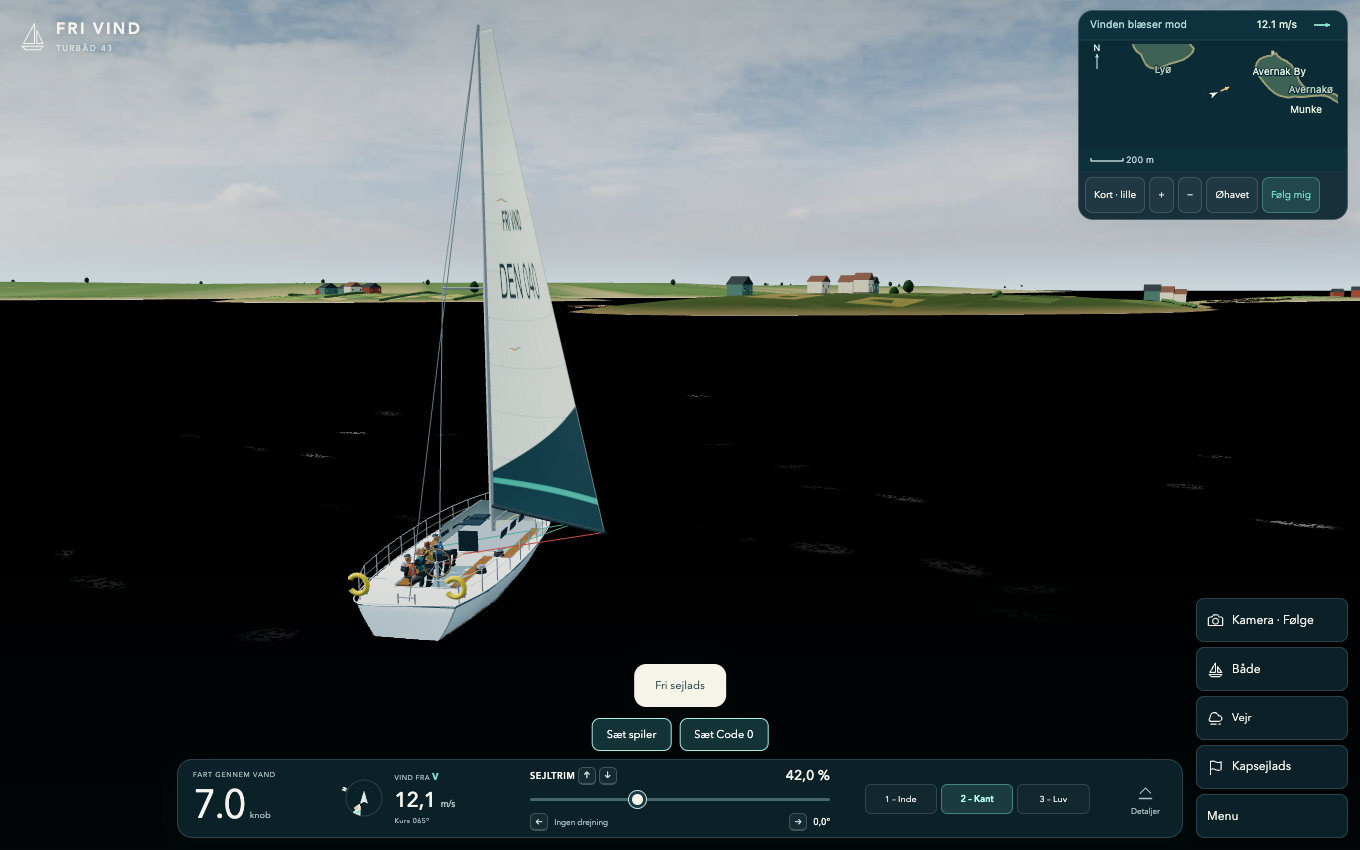 FRI VIND
TURBÅD 43
Vinden blæser mod 12.1 m/s
N
Lyø
Avernak By
Avernakø
Munke
200 m
Kort · lille + − Øhavet Følg mig
FRI VIND
DEN 040
Kamera · Følge
Både
Vejr
Kapsejlads
Menu
Fri sejlads
Sæt spiler Sæt Code 0
FART GENNEM VAND
7.0 knob
VIND FRA V
12,1 m/s
Kurs 065°
SEJLTRIM ↑ ↓ 42,0 %
← Ingen drejning → 0,0°
1 – Inde 2 – Kant 3 – Luv
Detaljer